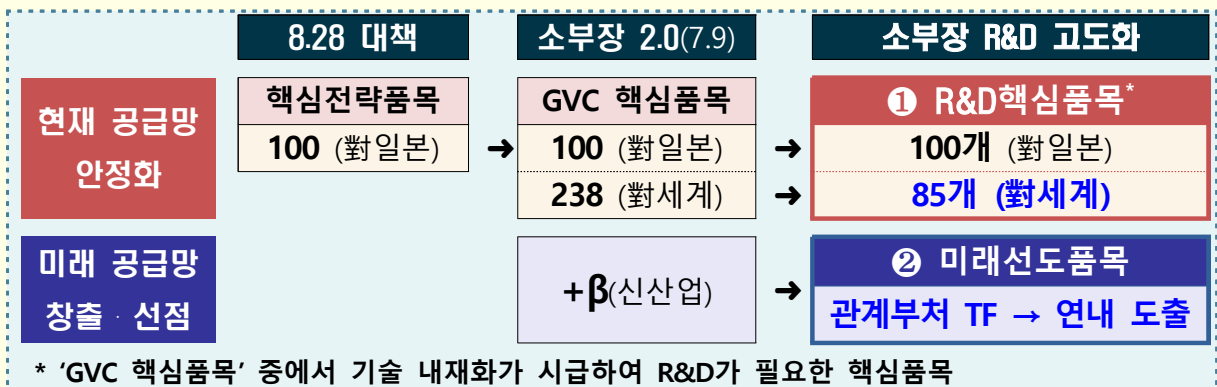 8.28 대책 소부장 2.0(7.9) 소부장 R&D 고도화
현재 공급망
안정화
핵심전략품목 GVC 핵심품목 ❶ R&D핵심품목*
100 (對일본) ➜ 100 (對일본) ➜ 100개 (對일본)
238 (對세계) ➜ 85개 (對세계)
미래 공급망
창출·선점
+β(신산업) ➜
❷ 미래선도품목
관계부처 TF → 연내 도출
* ‘GVC 핵심품목’ 중에서 기술 내재화가 시급하여 R&D가 필요한 핵심품목